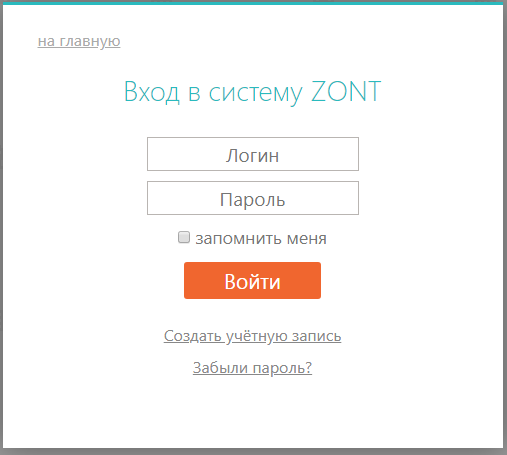 на главную
Вход в систему ZONT
Логин
Пароль
запомнить меня
Войти
Создать учётную запись
Забыли пароль?